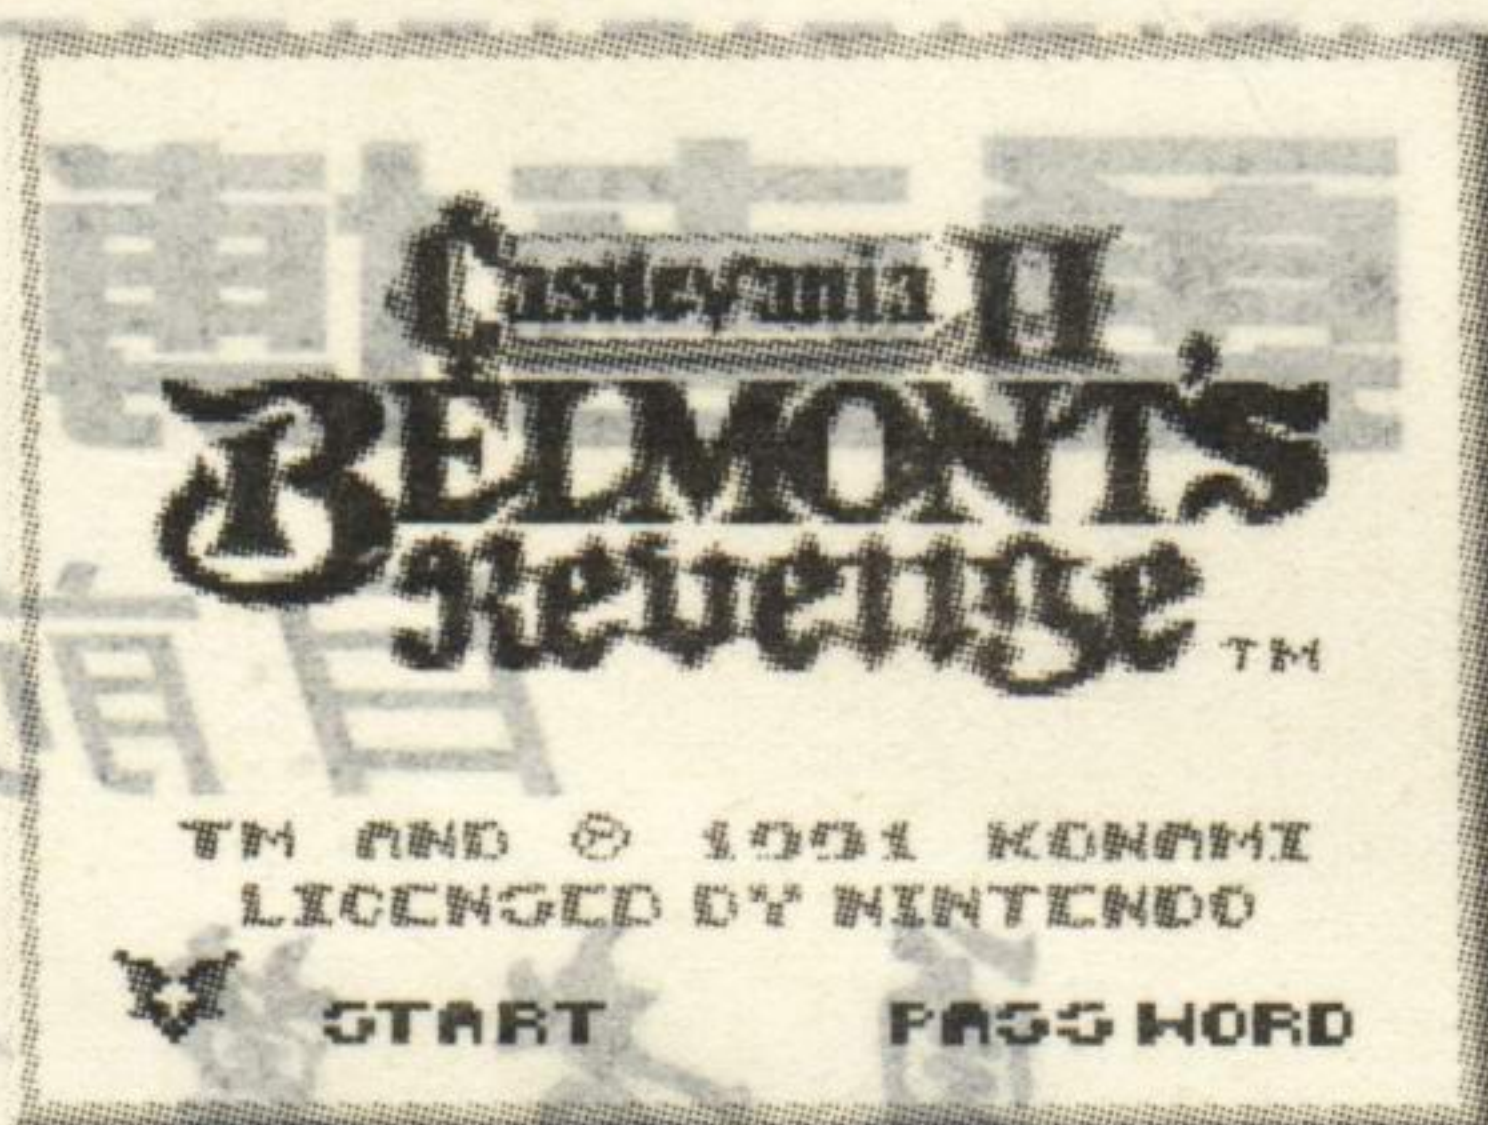 Castlevania II
BELMONT'S
Revenge TM
TM AND ℗ 1991 KONAMI
LICENSED BY NINTENDO
START PASSWORD